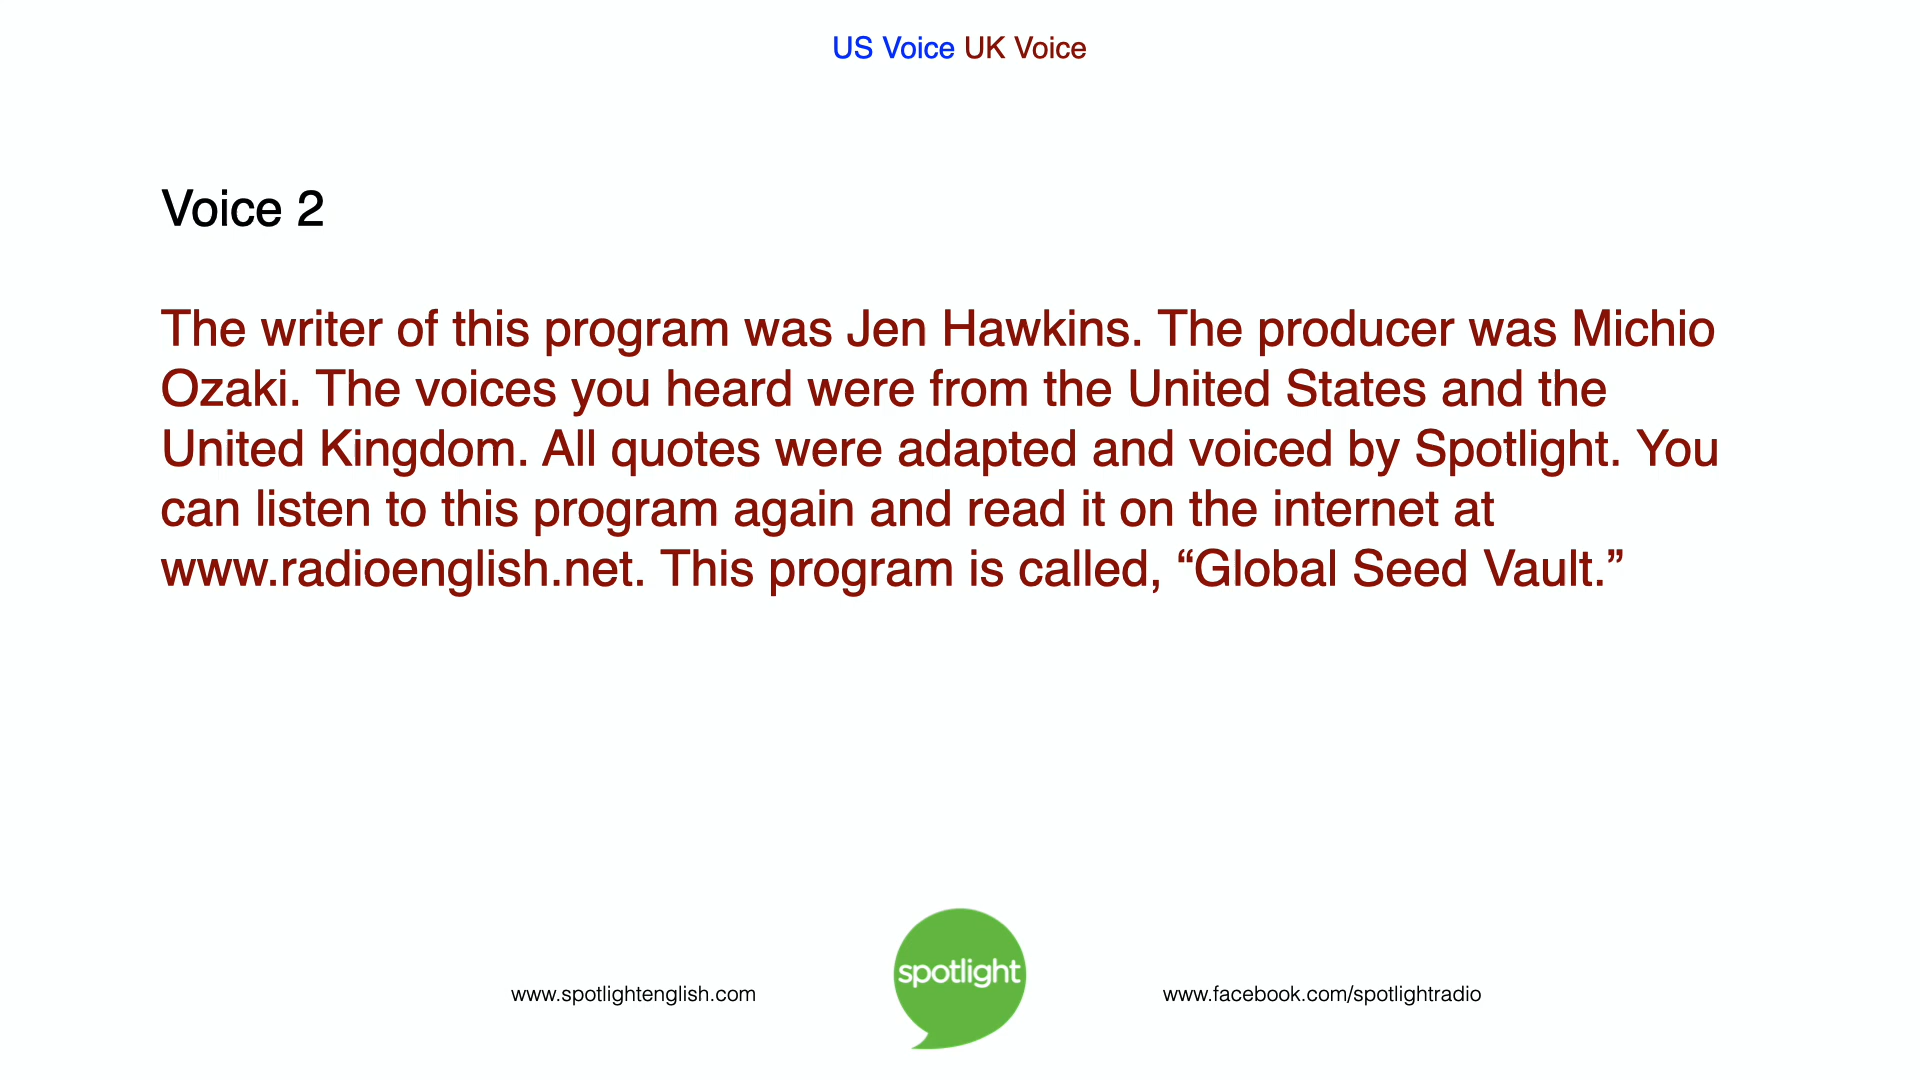 US Voice UK Voice
Voice 2
The writer of this program was Jen Hawkins. The producer was Michio
Ozaki. The voices you heard were from the United States and the
United Kingdom. All quotes were adapted and voiced by Spotlight. You
can listen to this program again and read it on the internet at
www.radioenglish.net. This program is called, “Global Seed Vault.”
www.spotlightenglish.com
spotlight
www.facebook.com/spotlightradio